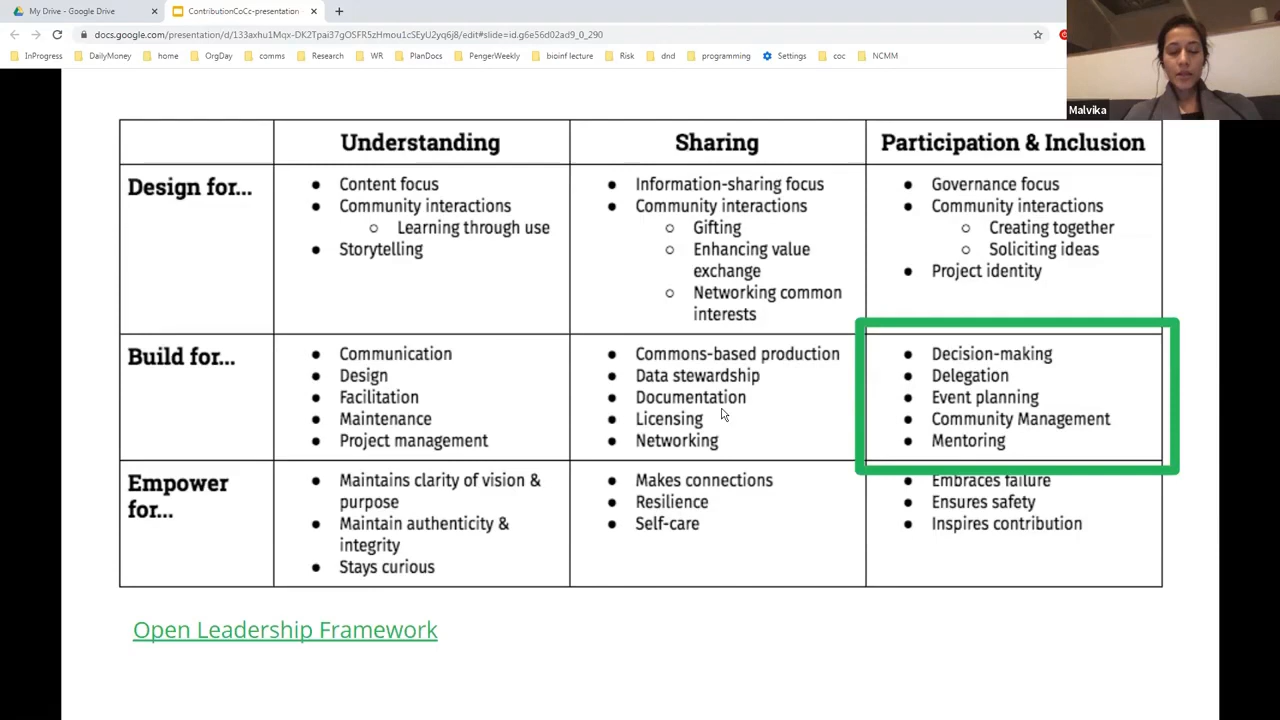 My Drive - Google Drive
ContributionCoCc-presentation
docs.google.com/presentation/d/133axhu1Mqx-DK2Tpai37gOSFR5zHmou1cSEyU2yq6j8/edit#slide=id.g6e56d02ad9_0_290
InProgress DailyMoney home OrgDay comms Research WR PlanDocs PengerWeekly bioinf lecture Risk dnd programming Settings coc NCMM
Malvika
Understanding Sharing Participation & Inclusion
Design for...
Content focus
Community interactions
Learning through use
Storytelling
Information-sharing focus
Community interactions
Gifting
Enhancing value
exchange
Networking common
interests
Governance focus
Community interactions
Creating together
Soliciting ideas
Project identity
Build for...
Communication
Design
Facilitation
Maintenance
Project management
Commons-based production
Data stewardship
Documentation
Licensing
Networking
Decision-making
Delegation
Event planning
Community Management
Mentoring
Empower
for...
Maintains clarity of vision &
purpose
Maintain authenticity &
integrity
Stays curious
Makes connections
Resilience
Self-care
Embraces failure
Ensures safety
Inspires contribution
Open Leadership Framework